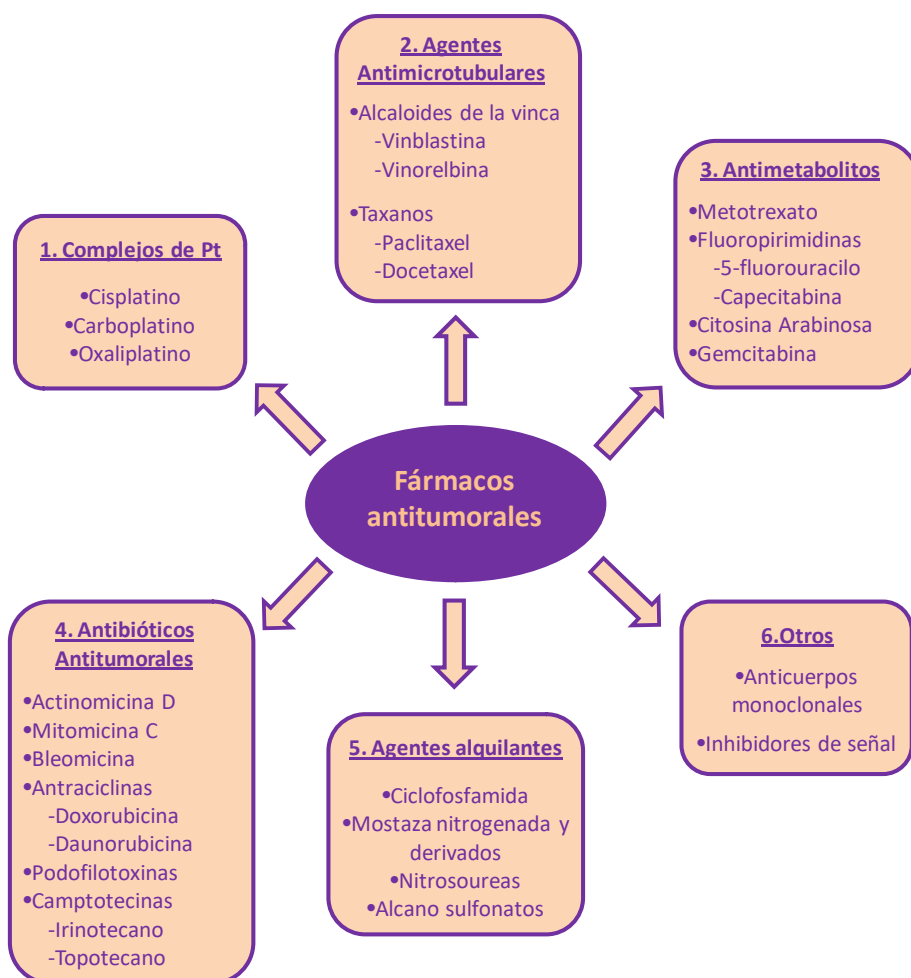 Fármacos
antitumorales
1. Complejos de Pt
•Cisplatino
•Carboplatino
•Oxaliplatino
2. Agentes
Antimicrotubulares
•Alcaloides de la vinca
-Vinblastina
-Vinorelbina
•Taxanos
-Paclitaxel
-Docetaxel
3. Antimetabolitos
•Metotrexato
•Fluoropirimidinas
-5-fluorouracilo
-Capecitabina
•Citosina Arabinosa
•Gemcitabina
4. Antibióticos
Antitumorales
•Actinomicina D
•Mitomicina C
•Bleomicina
•Antraciclinas
-Doxorubicina
-Daunorubicina
•Podofilotoxinas
•Camptotecinas
-Irinotecano
-Topotecano
5. Agentes alquilantes
•Ciclofosfamida
•Mostaza nitrogenada y
derivados
•Nitrosoureas
•Alcano sulfonatos
6.Otros
•Anticuerpos
monoclonales
•Inhibidores de señal